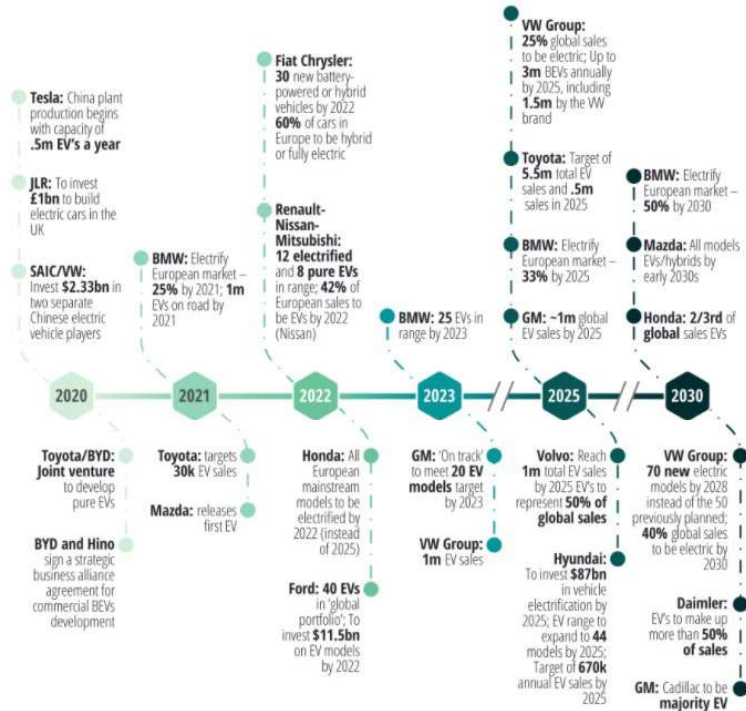 Tesla: China plant
production begins
with capacity of
.5m EV's a year
JLR: To invest
£1bn to build
electric cars in the
UK
SAIC/VW:
Invest $2.33bn in
two separate
Chinese electric
vehicle players
BMW: Electrify
European market –
25% by 2021; 1m
EVs on road by
2021
Fiat Chrysler:
30 new battery-
powered or hybrid
vehicles by 2022
60% of cars in
Europe to be hybrid
or fully electric
Renault-
Nissan-
Mitsubishi:
12 electrified
and 8 pure EVs
in range; 42% of
European sales to
be EVs by 2022
(Nissan)
BMW: 25 EVs in
range by 2023
VW Group:
25% global sales
to be electric; Up to
3m BEVs annually
by 2025, including
1.5m by the VW
brand
Toyota: Target of
5.5m total EV
sales and .5m
sales in 2025
BMW: Electrify
European market –
33% by 2025
GM: ~1m global
EV sales by 2025
BMW: Electrify
European market –
50% by 2030
Mazda: All models
EVs/hybrids by
early 2030s
Honda: 2/3rd of
global sales EVs
2020
2021
2022
2023
2025
2030
Toyota/BYD:
Joint venture
to develop
pure EVs
BYD and Hino
sign a strategic
business alliance
agreement for
commercial BEVs
development
Toyota: targets
30k EV sales
Mazda: releases
first EV
Honda: All
European
mainstream
models to be
electrified by
2022 (instead
of 2025)
Ford: 40 EVs
in 'global
portfolio'; To
invest $11.5bn
on EV models
by 2022
GM: 'On track'
to meet 20 EV
models target
by 2023
VW Group:
1m EV sales
Volvo: Reach
1m total EV sales
by 2025 EV's to
represent 50% of
global sales
Hyundai:
To invest $87bn
in vehicle
electrification by
2025; EV range to
expand to 44
models by 2025;
Target of 670k
annual EV sales by
2025
VW Group:
70 new electric
models by 2028
instead of the 50
previously planned;
40% global sales
to be electric by
2030
Daimler:
EV's to make up
more than 50%
of sales
GM: Cadillac to be
majority EV